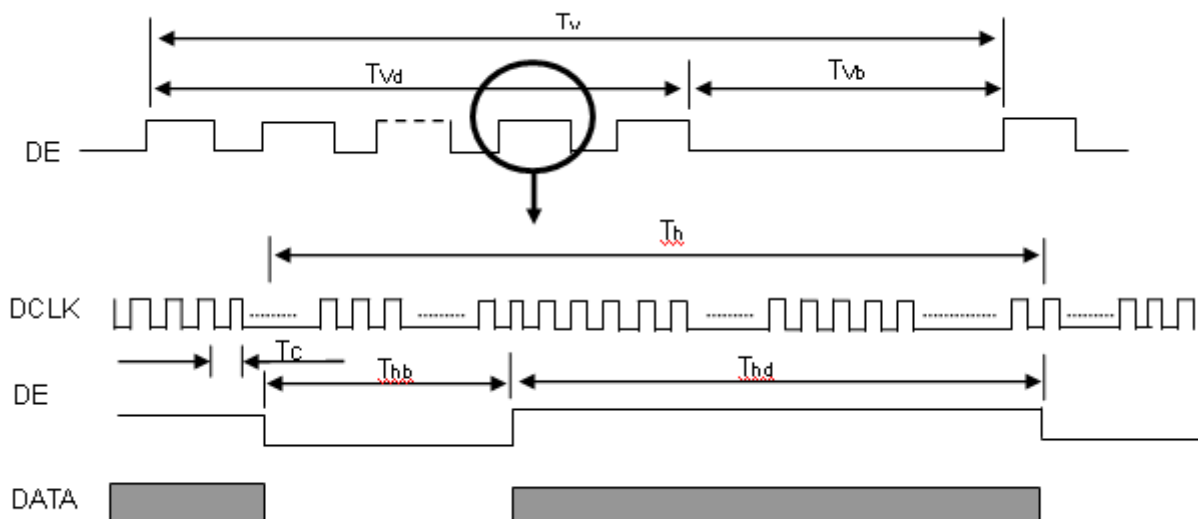 Tv
TVd
TVb
DE
Th
DCLK
TC
Thb
Thd
DE
DATA